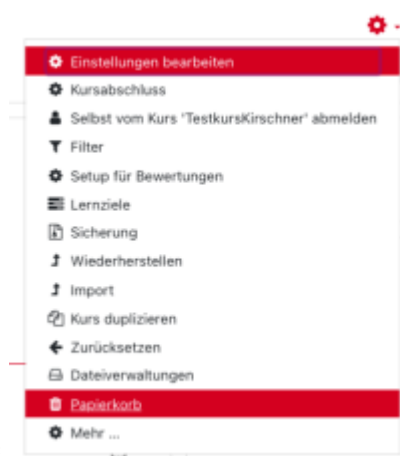 Einstellungen bearbeiten
Kursabschluss
Selbst vom Kurs 'TestkursKirschner' abmelden
Filter
Setup für Bewertungen
Lernziele
Sicherung
Wiederherstellen
Import
Kurs duplizieren
Zurücksetzen
Dateiverwaltungen
Papierkorb
Mehr ...